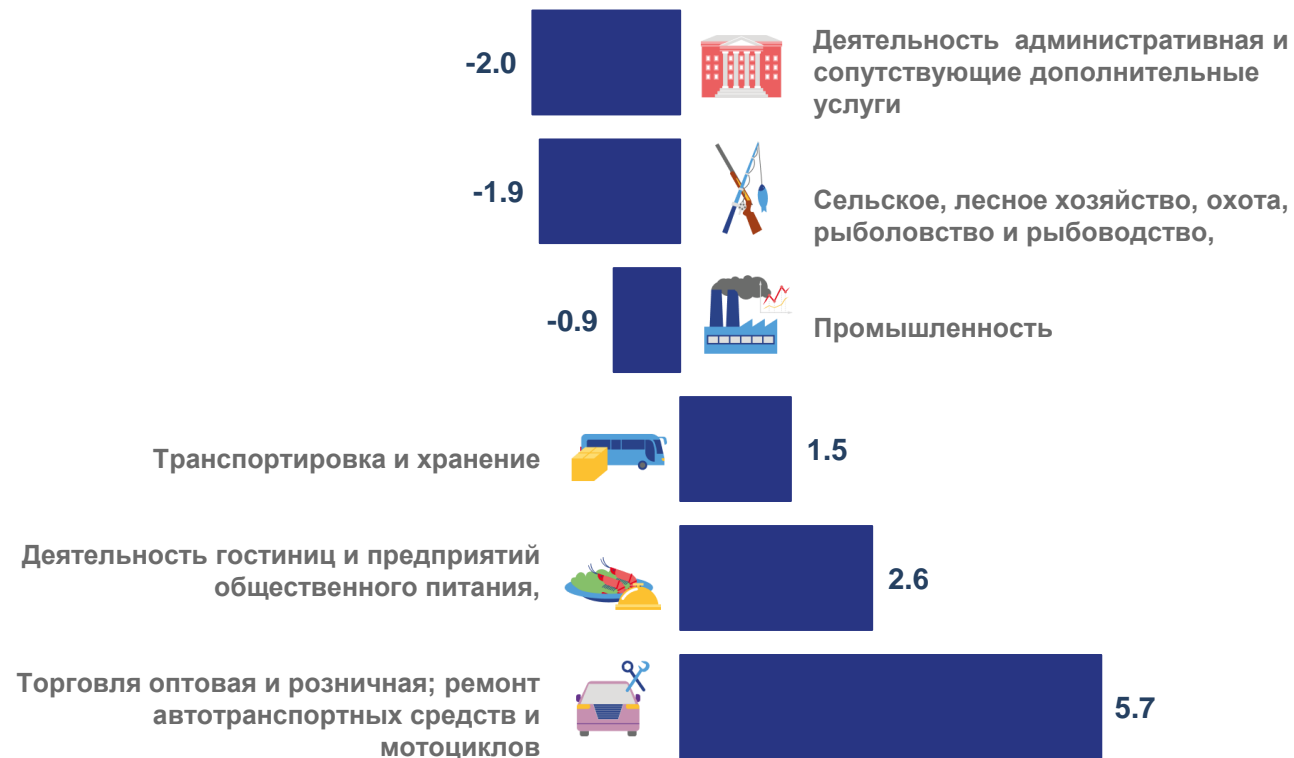 -2.0
Деятельность административная и
сопутствующие дополнительные
услуги
-1.9
Сельское, лесное хозяйство, охота,
рыболовство и рыбоводство,
-0.9
Промышленность
Транспортировка и хранение
1.5
Деятельность гостиниц и предприятий
общественного питания,
2.6
Торговля оптовая и розничная; ремонт
автотранспортных средств и
мотоциклов
5.7